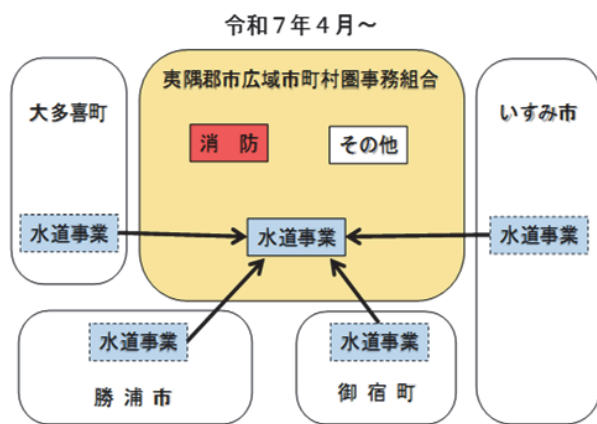 令和7年4月～
夷隅郡市広域市町村圏事務組合
大多喜町
いすみ市
消　防
その他
水道事業
水道事業
水道事業
水道事業
水道事業
勝 浦 市
御 宿 町